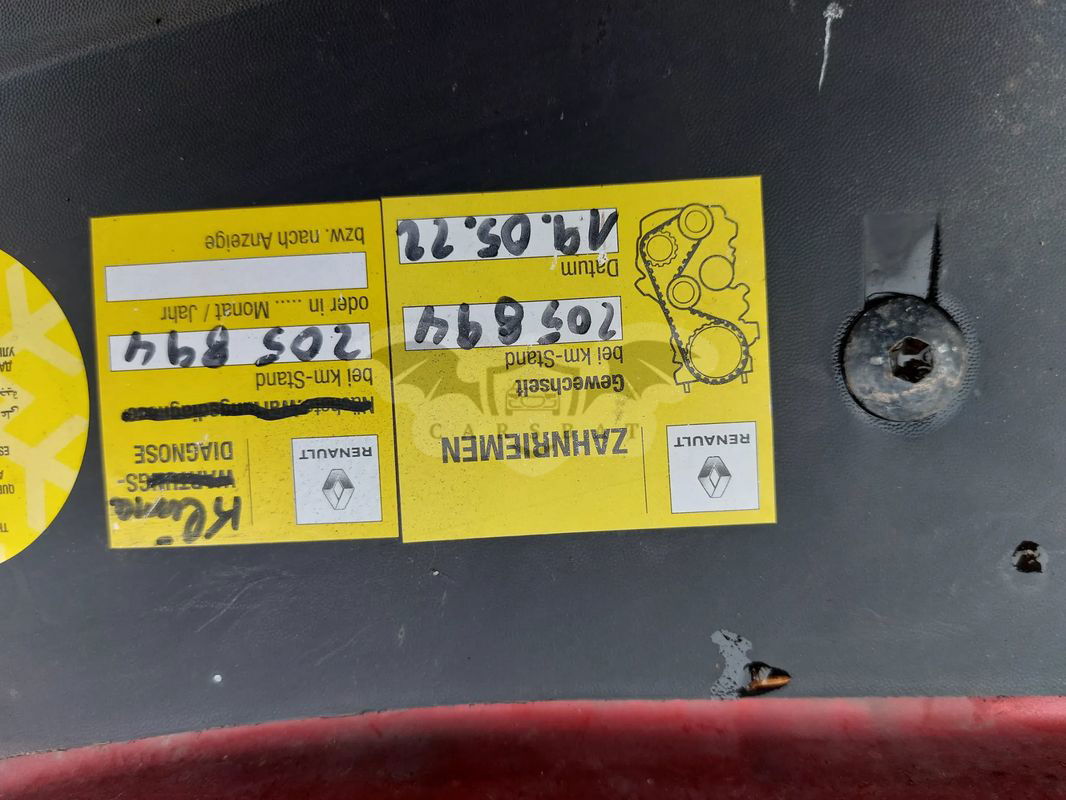 RENAULT
ZAHNRIEMEN
Gewechselt
bei km-Stand
205 894
Datum
19.05.22
RENAULT
Klima
WARTUNGS-
DIAGNOSE
bei km-Stand
205 894
oder in ..... Monat / Jahr
bzw. nach Anzeige
CARSBAT